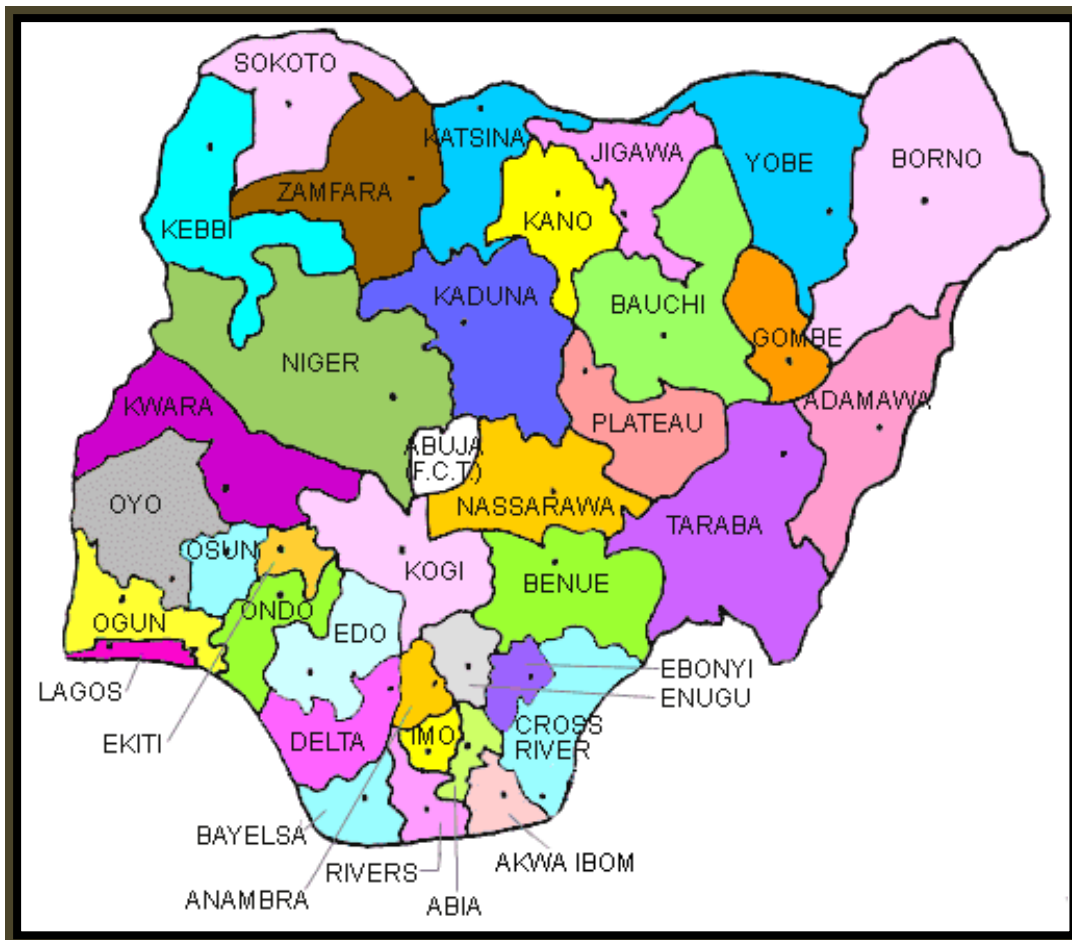 SOKOTO
KATSINA
JIGAWA
YOBE
BORNO
ZAMFARA
KANO
KEBBI
KADUNA
BAUCHI
GOMBE
NIGER
KWARA
ADAMAWA
PLATEAU
ABUJA
(F.C.T.)
NASSARAWA
OYO
TARABA
OSUN
KOGI
BENUE
ONDO
OGUN
EDO
EBONYI
LAGOS
ENUGU
CROSS
RIVER
EKITI
DELTA
IMO
BAYELSA
RIVERS
AKWA IBOM
ANAMBRA
ABIA